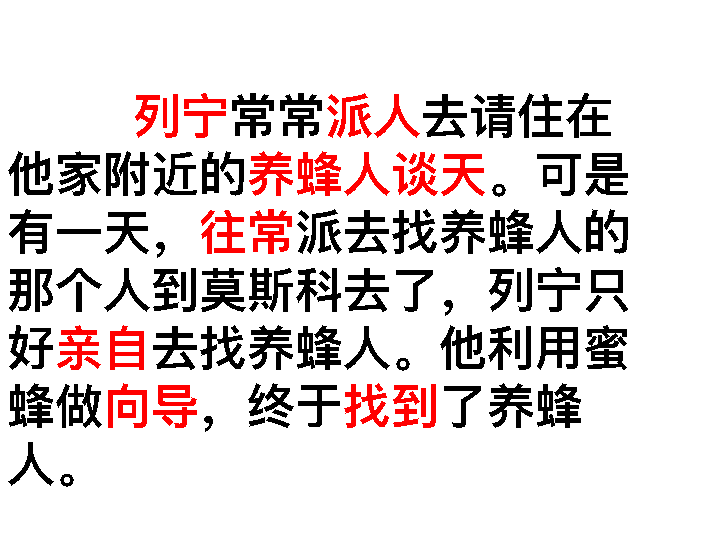 列宁常常派人去请住在
他家附近的养蜂人谈天。可是
有一天，往常派去找养蜂人的
那个人到莫斯科去了，列宁只
好亲自去找养蜂人。他利用蜜
蜂做向导，终于找到了养蜂
人。